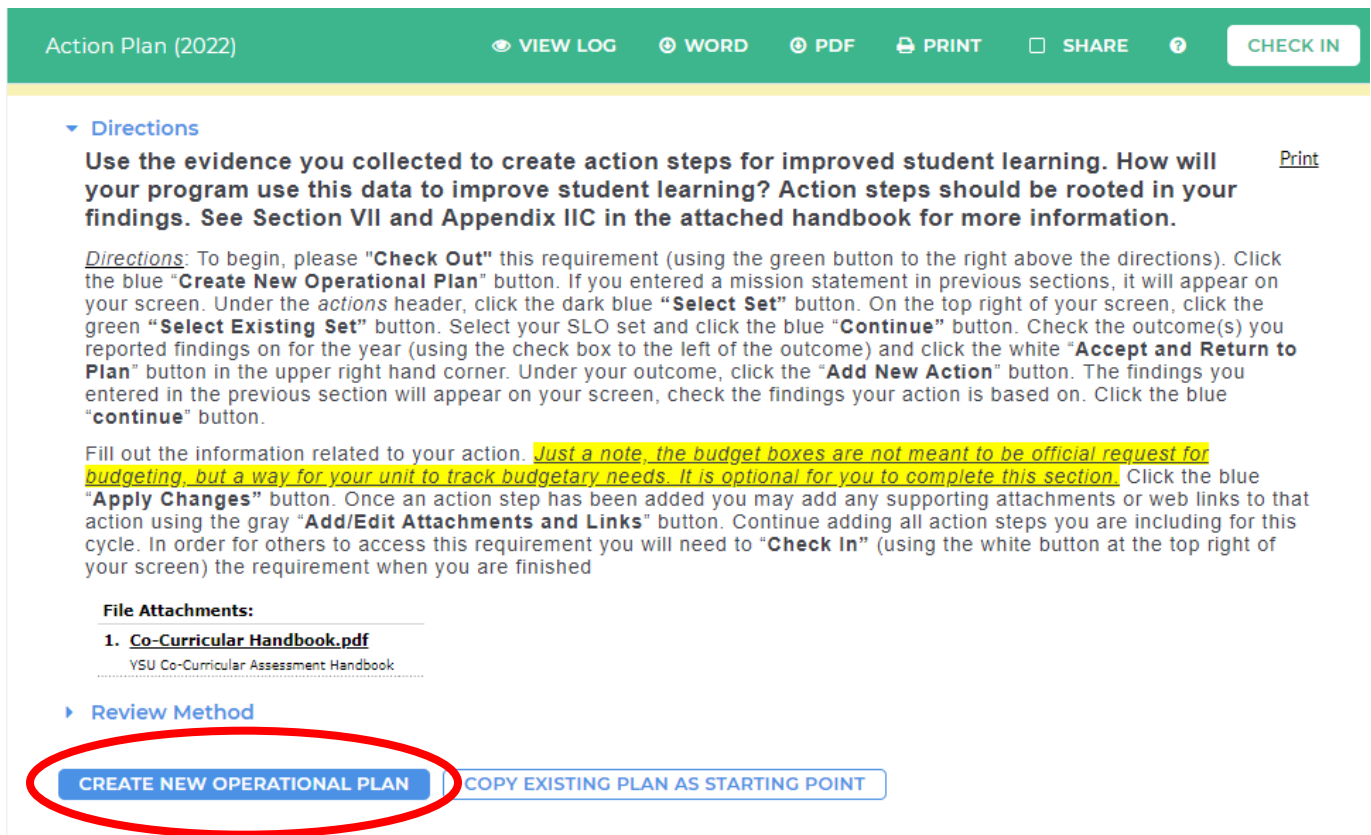 Action Plan (2022) VIEW LOG WORD PDF PRINT SHARE ? CHECK IN
Directions
Use the evidence you collected to create action steps for improved student learning. How will Print
your program use this data to improve student learning? Action steps should be rooted in your
findings. See Section VII and Appendix IIC in the attached handbook for more information.
Directions: To begin, please "Check Out" this requirement (using the green button to the right above the directions). Click
the blue “Create New Operational Plan” button. If you entered a mission statement in previous sections, it will appear on
your screen. Under the actions header, click the dark blue “Select Set” button. On the top right of your screen, click the
green “Select Existing Set” button. Select your SLO set and click the blue “Continue” button. Check the outcome(s) you
reported findings on for the year (using the check box to the left of the outcome) and click the white “Accept and Return to
Plan” button in the upper right hand corner. Under your outcome, click the “Add New Action” button. The findings you
entered in the previous section will appear on your screen, check the findings your action is based on. Click the blue
“continue” button.
Fill out the information related to your action. Just a note, the budget boxes are not meant to be official request for
budgeting, but a way for your unit to track budgetary needs. It is optional for you to complete this section. Click the blue
“Apply Changes” button. Once an action step has been added you may add any supporting attachments or web links to that
action using the gray “Add/Edit Attachments and Links” button. Continue adding all action steps you are including for this
cycle. In order for others to access this requirement you will need to “Check In” (using the white button at the top right of
your screen) the requirement when you are finished
File Attachments:
1. Co-Curricular Handbook.pdf
YSU Co-Curricular Assessment Handbook
Review Method
CREATE NEW OPERATIONAL PLAN COPY EXISTING PLAN AS STARTING POINT